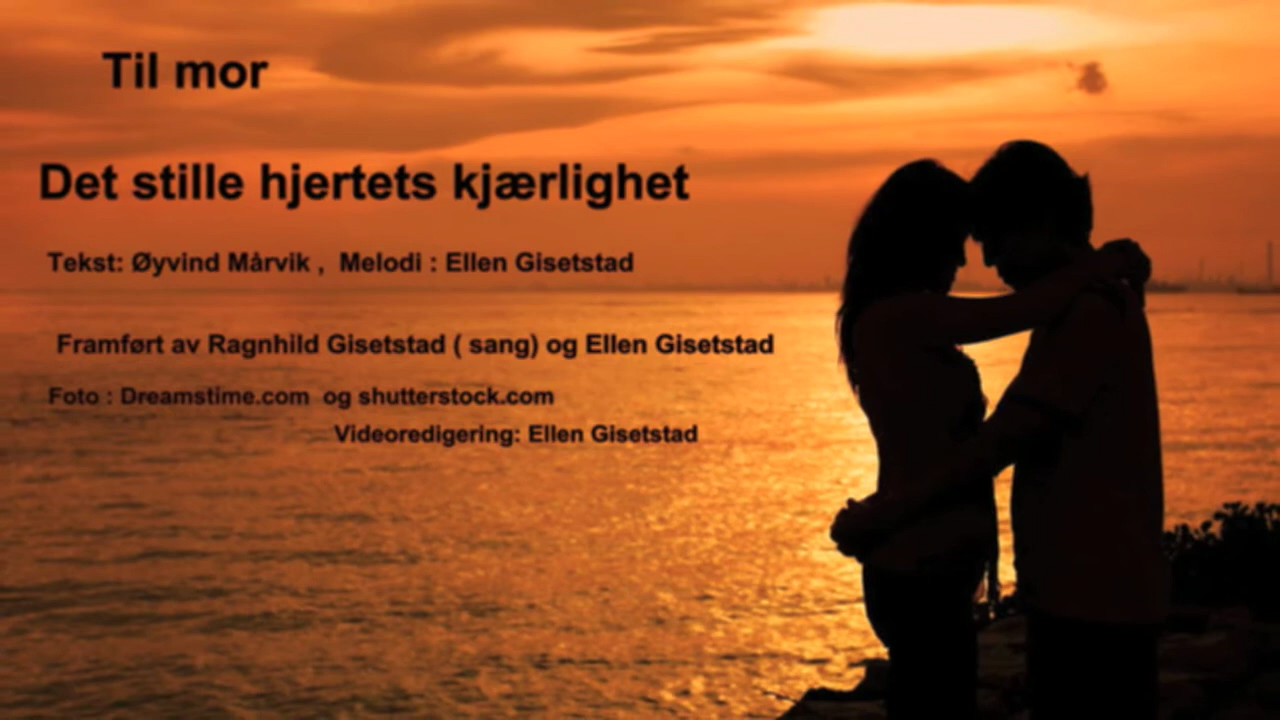 Til mor
Det stille hjertets kjærlighet
Tekst: Øyvind Mårvik , Melodi : Ellen Gisetstad
Framført av Ragnhild Gisetstad ( sang) og Ellen Gisetstad
Foto : Dreamstime.com og shutterstock.com
Videoredigering: Ellen Gisetstad